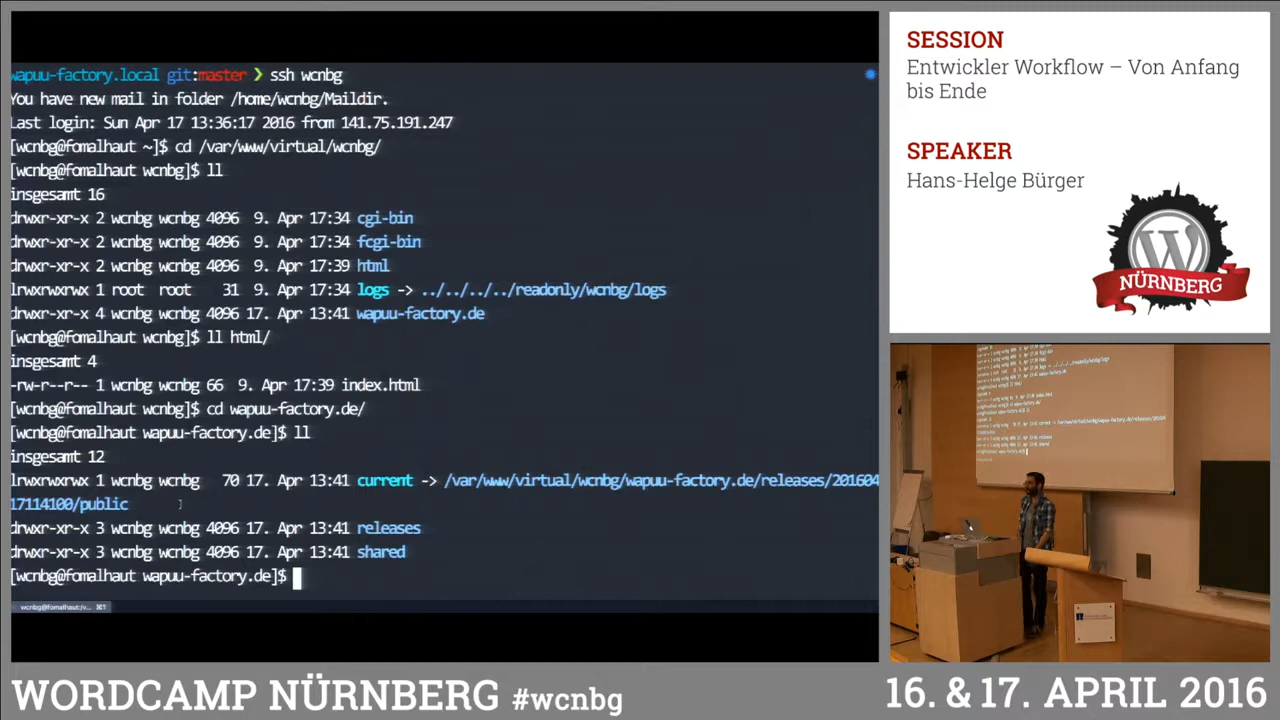 wapuu-factory.local git:master ❯ ssh wcnbg
You have new mail in folder /home/wcnbg/Maildir.
Last login: Sun Apr 17 13:36:17 2016 from 141.75.191.247
[wcnbg@fomalhaut ~]$ cd /var/www/virtual/wcnbg/
[wcnbg@fomalhaut wcnbg]$ ll
insgesamt 16
drwxr-xr-x 2 wcnbg wcnbg 4096 9. Apr 17:34 cgi-bin
drwxr-xr-x 2 wcnbg wcnbg 4096 9. Apr 17:34 fcgi-bin
drwxr-xr-x 2 wcnbg wcnbg 4096 9. Apr 17:39 html
lrwxrwxrwx 1 root root 31 9. Apr 17:34 logs -> ../../../../readonly/wcnbg/logs
drwxr-xr-x 4 wcnbg wcnbg 4096 17. Apr 13:41 wapuu-factory.de
[wcnbg@fomalhaut wcnbg]$ ll html/
insgesamt 4
-rw-r--r-- 1 wcnbg wcnbg 66 9. Apr 17:39 index.html
[wcnbg@fomalhaut wcnbg]$ cd wapuu-factory.de/
[wcnbg@fomalhaut wapuu-factory.de]$ ll
insgesamt 12
lrwxrwxrwx 1 wcnbg wcnbg 70 17. Apr 13:41 current -> /var/www/virtual/wcnbg/wapuu-factory.de/releases/201604
17114100/public
drwxr-xr-x 3 wcnbg wcnbg 4096 17. Apr 13:41 releases
drwxr-xr-x 3 wcnbg wcnbg 4096 17. Apr 13:41 shared
[wcnbg@fomalhaut wapuu-factory.de]$
wcnbg@fomalhaut:/v... ⌘1
SESSION
Entwickler Workflow – Von Anfang
bis Ende
SPEAKER
Hans-Helge Bürger
W
NÜRNBERG
WORDCAMP NÜRNBERG #wcnbg
16. & 17. APRIL 2016